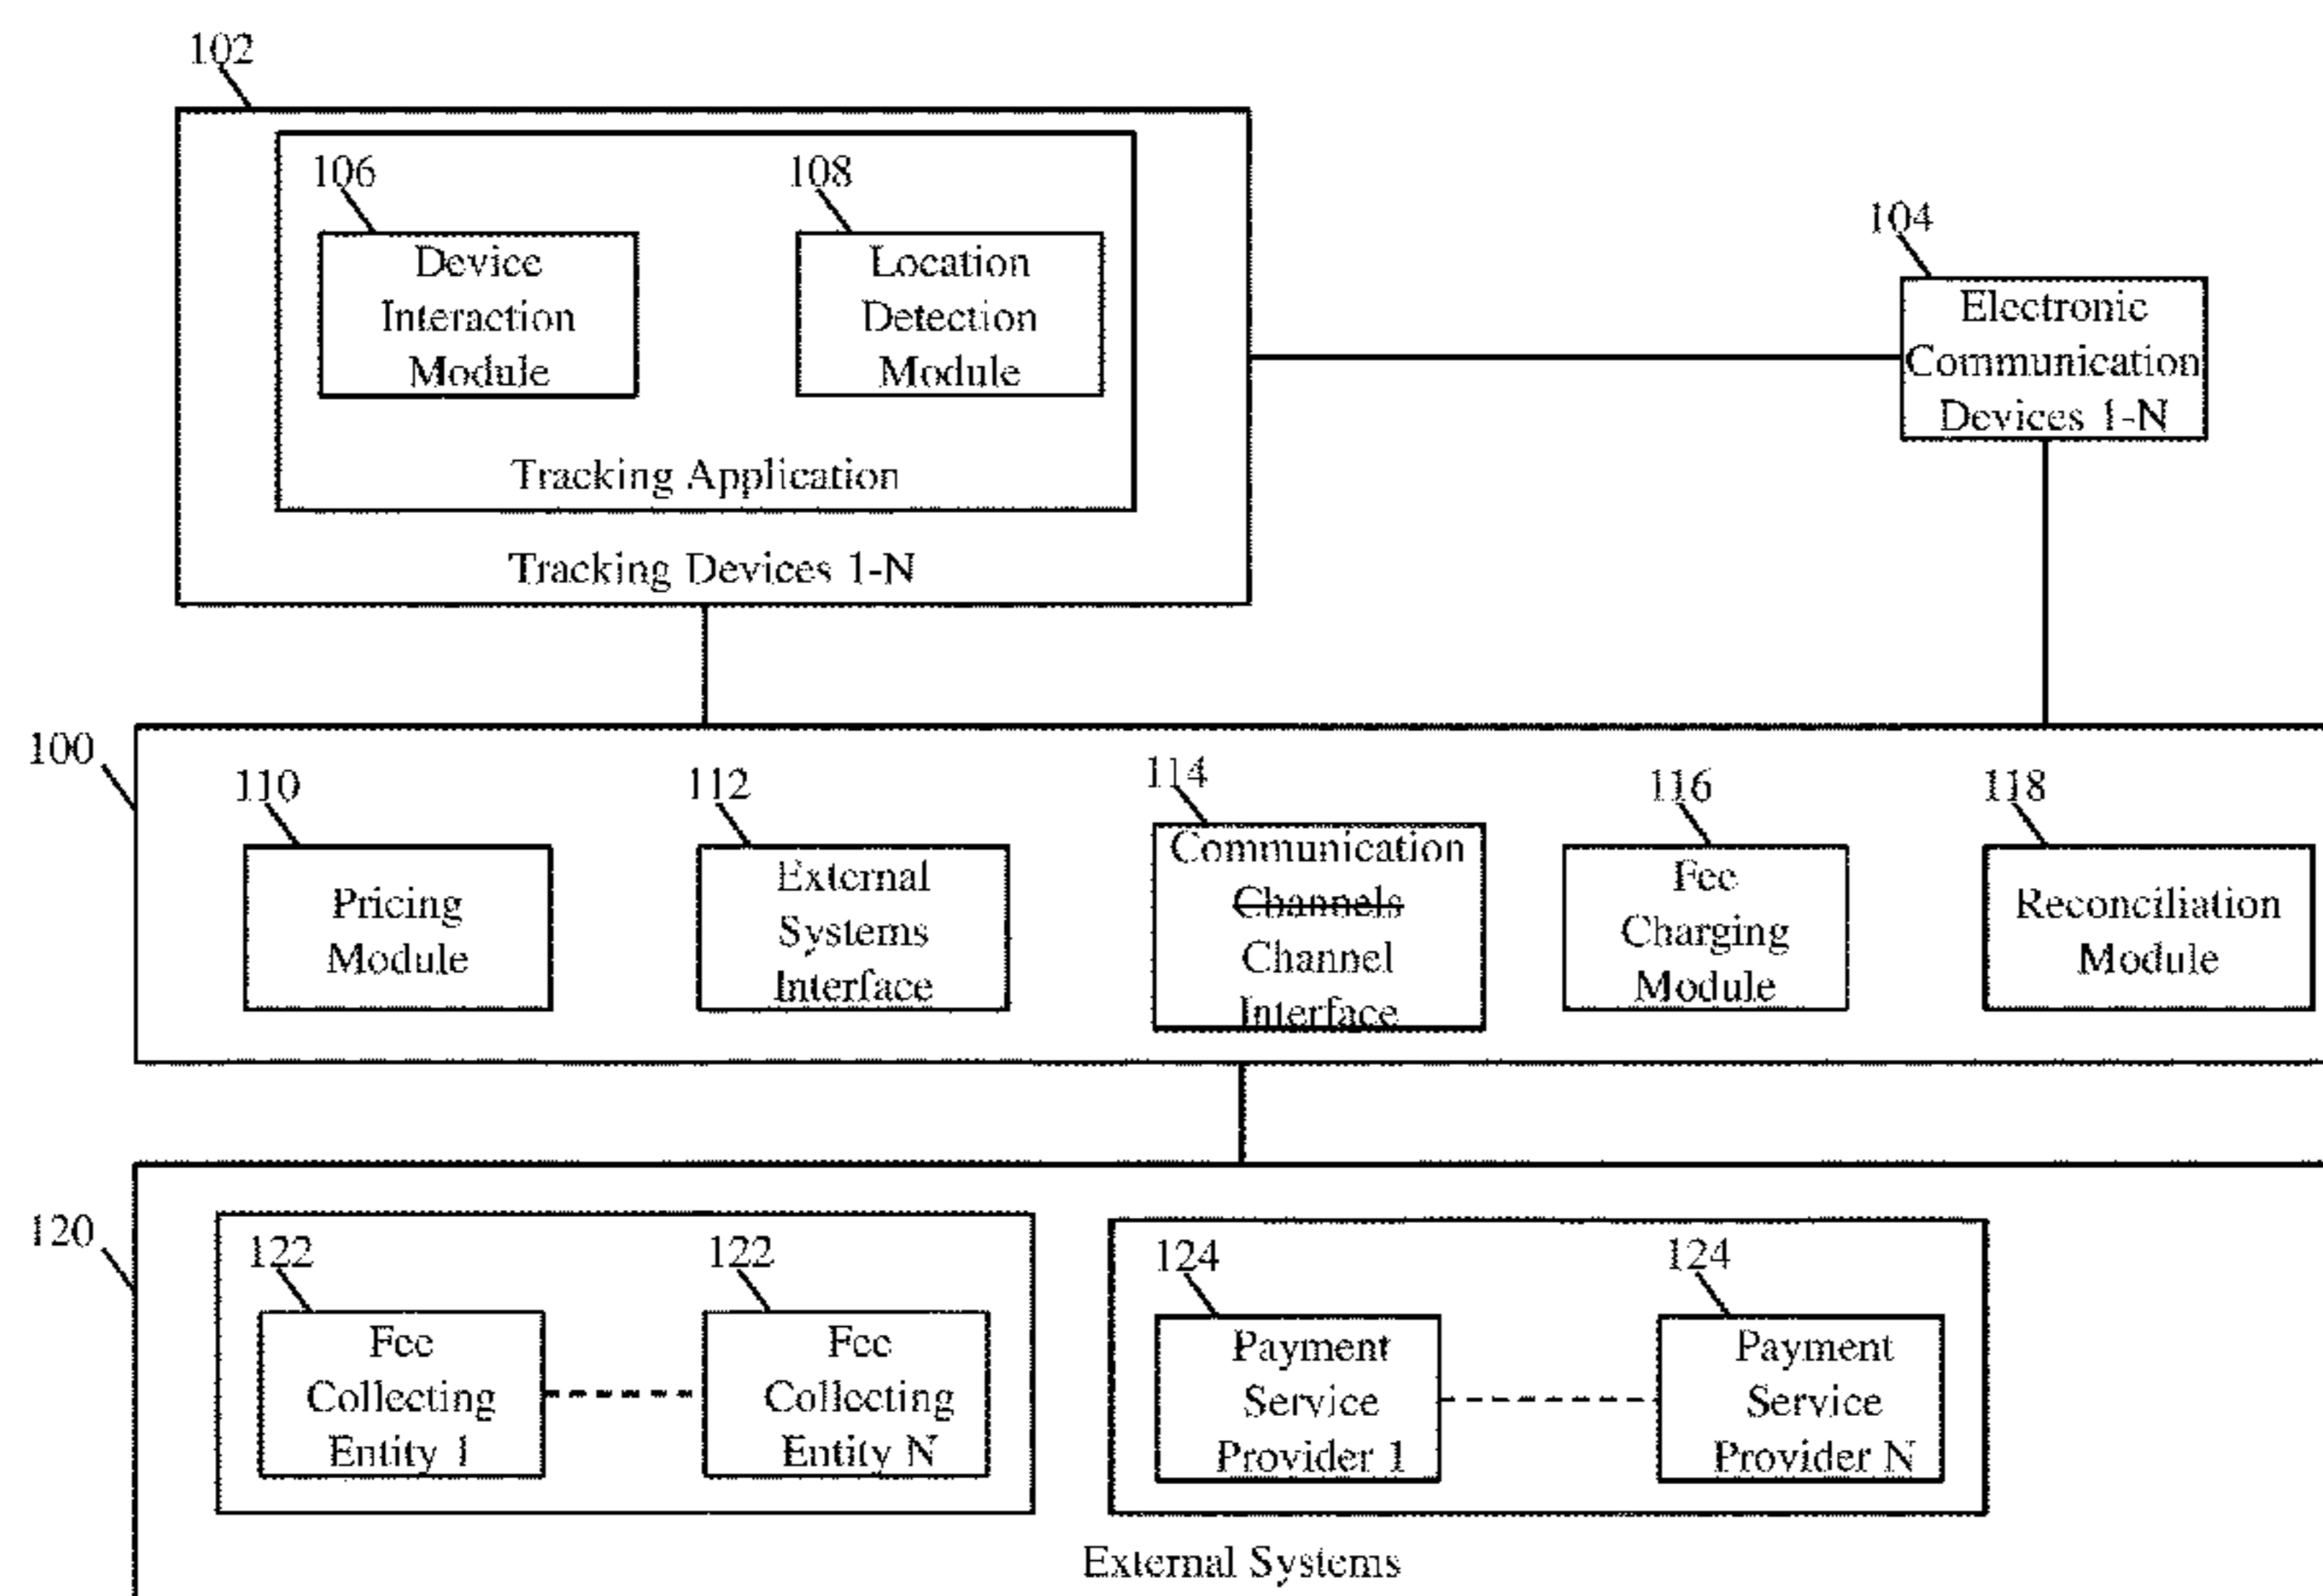 102
106
108
Device
Interaction
Module
Location
Detection
Module
104
Electronic
Communication
Devices 1-N
Tracking Application
Tracking Devices 1-N
100
110
112
114
116
118
Pricing
Module
External
Systems
Interface
Communication
Channels
Channel
Interface
Fee
Charging
Module
Reconciliation
Module
120
122
122
124
124
Fee
Collecting
Entity 1
Fee
Collecting
Entity N
Payment
Service
Provider 1
Payment
Service
Provider N
External Systems